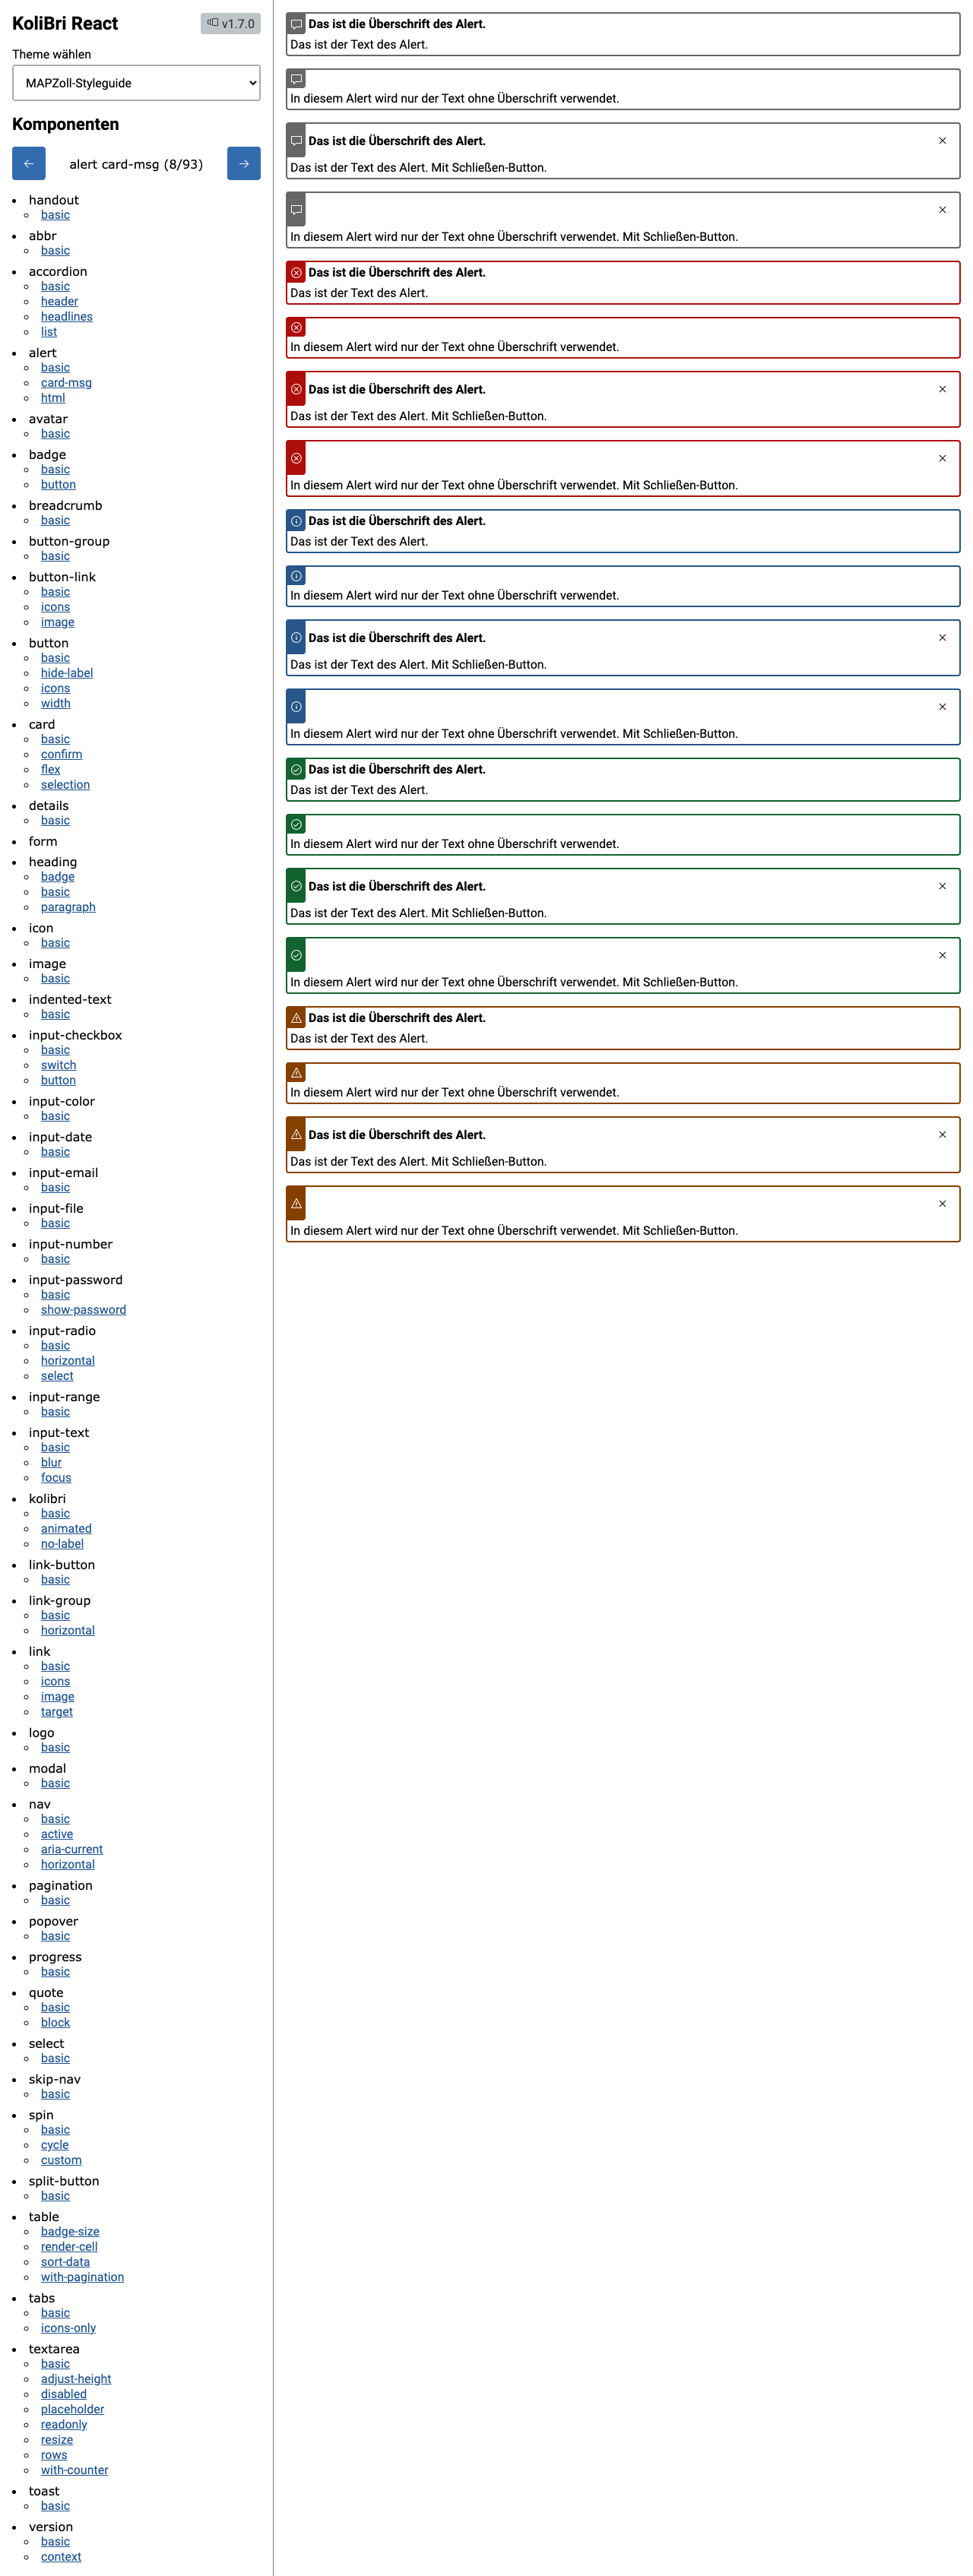 KoliBri React
v1.7.0
Theme wählen
MAPZoll-Styleguide
Komponenten
alert card-msg (8/93)
handout
basic
abbr
basic
accordion
basic
header
headlines
list
alert
basic
card-msg
html
avatar
basic
badge
basic
button
breadcrumb
basic
button-group
basic
button-link
basic
icons
image
button
basic
hide-label
icons
width
card
basic
confirm
flex
selection
details
basic
form
heading
badge
basic
paragraph
icon
basic
image
basic
indented-text
basic
input-checkbox
basic
switch
button
input-color
basic
input-date
basic
input-email
basic
input-file
basic
input-number
basic
input-password
basic
show-password
input-radio
basic
horizontal
select
input-range
basic
input-text
basic
blur
focus
kolibri
basic
animated
no-label
link-button
basic
link-group
basic
horizontal
link
basic
icons
image
target
logo
basic
modal
basic
nav
basic
active
aria-current
horizontal
pagination
basic
popover
basic
progress
basic
quote
basic
block
select
basic
skip-nav
basic
spin
basic
cycle
custom
split-button
basic
table
badge-size
render-cell
sort-data
with-pagination
tabs
basic
icons-only
textarea
basic
adjust-height
disabled
placeholder
readonly
resize
rows
with-counter
toast
basic
version
basic
context
Das ist die Überschrift des Alert.
Das ist der Text des Alert.
In diesem Alert wird nur der Text ohne Überschrift verwendet.
Das ist die Überschrift des Alert.
Das ist der Text des Alert. Mit Schließen-Button.
In diesem Alert wird nur der Text ohne Überschrift verwendet. Mit Schließen-Button.
Das ist die Überschrift des Alert.
Das ist der Text des Alert.
In diesem Alert wird nur der Text ohne Überschrift verwendet.
Das ist die Überschrift des Alert.
Das ist der Text des Alert. Mit Schließen-Button.
In diesem Alert wird nur der Text ohne Überschrift verwendet. Mit Schließen-Button.
Das ist die Überschrift des Alert.
Das ist der Text des Alert.
In diesem Alert wird nur der Text ohne Überschrift verwendet.
Das ist die Überschrift des Alert.
Das ist der Text des Alert. Mit Schließen-Button.
In diesem Alert wird nur der Text ohne Überschrift verwendet. Mit Schließen-Button.
Das ist die Überschrift des Alert.
Das ist der Text des Alert.
In diesem Alert wird nur der Text ohne Überschrift verwendet.
Das ist die Überschrift des Alert.
Das ist der Text des Alert. Mit Schließen-Button.
In diesem Alert wird nur der Text ohne Überschrift verwendet. Mit Schließen-Button.
Das ist die Überschrift des Alert.
Das ist der Text des Alert.
In diesem Alert wird nur der Text ohne Überschrift verwendet.
Das ist die Überschrift des Alert.
Das ist der Text des Alert. Mit Schließen-Button.
In diesem Alert wird nur der Text ohne Überschrift verwendet. Mit Schließen-Button.